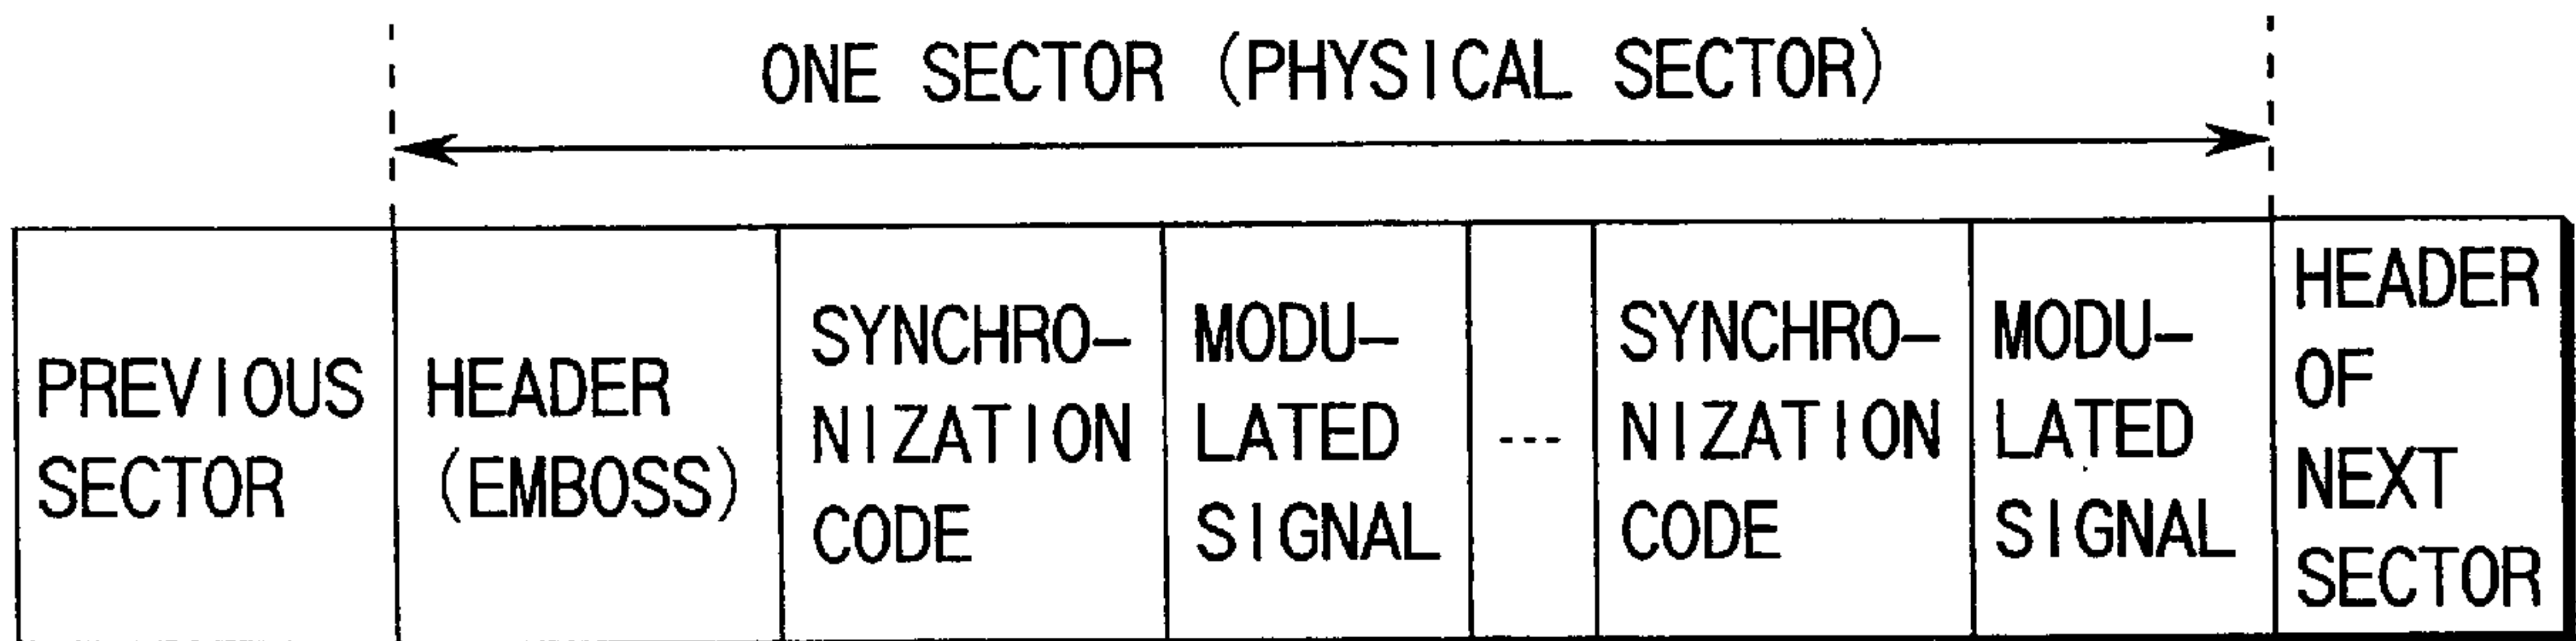 ONE SECTOR (PHYSICAL SECTOR)
PREVIOUS
SECTOR
HEADER
(EMBOSS)
SYNCHRO-
NIZATION
CODE
MODU-
LATED
SIGNAL
---
SYNCHRO-
NIZATION
CODE
MODU-
LATED
SIGNAL
HEADER
OF
NEXT
SECTOR